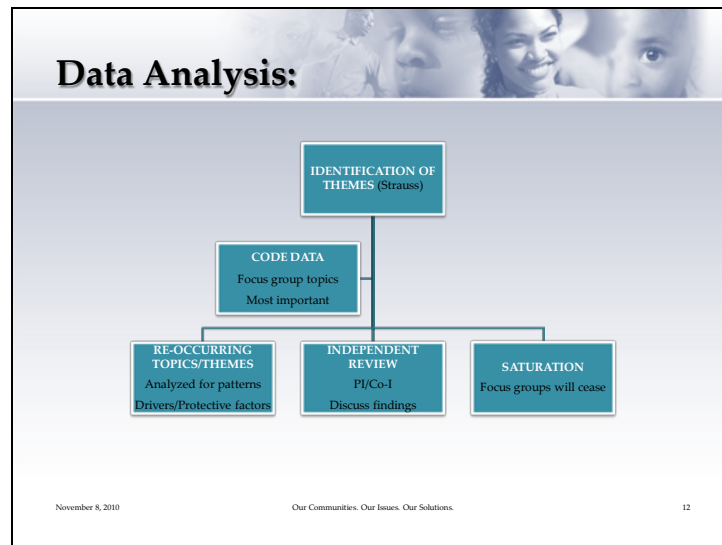 Data Analysis:
IDENTIFICATION OF
THEMES (Strauss)
CODE DATA
Focus group topics
Most important
RE-OCCURRING
TOPICS/THEMES
Analyzed for patterns
Drivers/Protective factors
INDEPENDENT
REVIEW
PI/Co-I
Discuss findings
SATURATION
Focus groups will cease
November 8, 2010
Our Communities. Our Issues. Our Solutions.
12